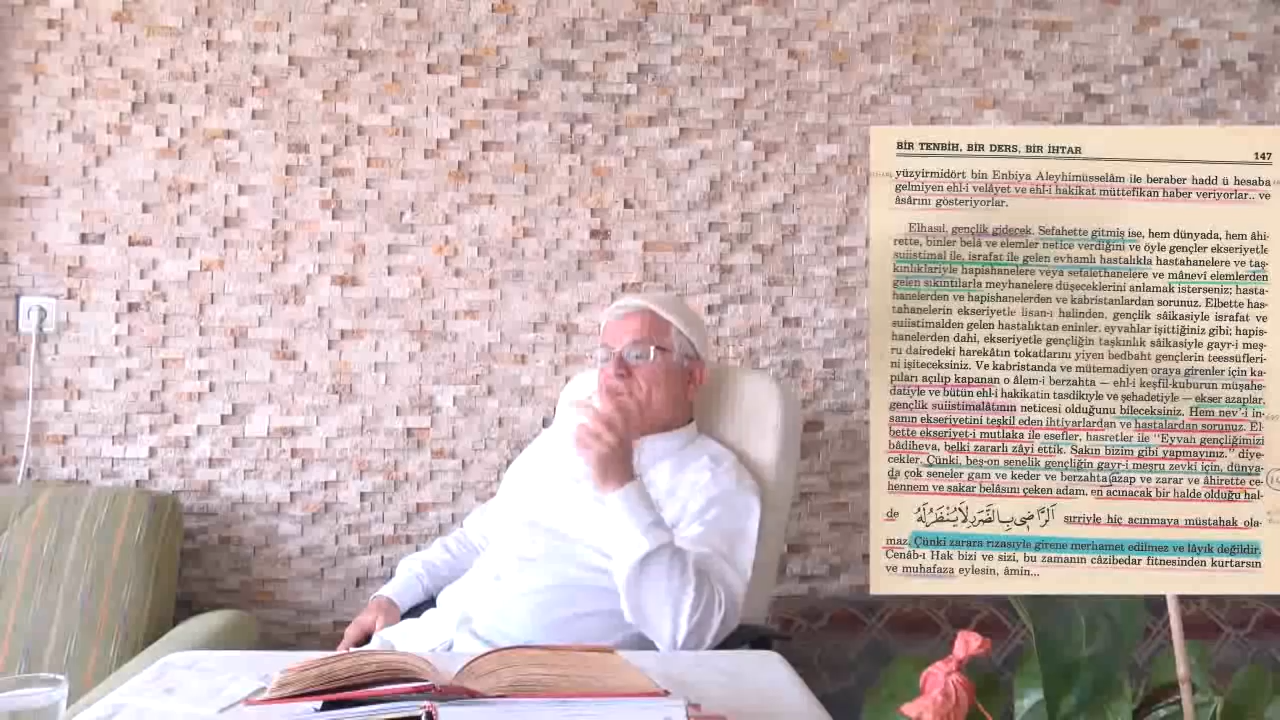 BİR TENBİH, BİR DERS, BİR İHTAR 147
yüzyirmidört bin Enbiya Aleyhimüsselâm ile beraber hadd ü hesaba
gelmiyen ehl-i velâyet ve ehl-i hakikat müttefikan haber veriyorlar.. ve
âsarını gösteriyorlar.
Elhasıl, gençlik gidecek. Sefahette gitmiş ise, hem dünyada, hem âhi-
rette, binler belâ ve elemler netice verdiğini ve öyle gençler ekseriyetle
suiistimal ile, israfat ile gelen evhamlı hastalıkla hastahanelere ve taş-
kınlıklariyle hapishanelere veya sefalethanelere ve mânevi elemlerden
gelen sıkıntılarla meyhanelere düşeceklerini anlamak isterseniz; hasta-
hanelerden ve hapishanelerden ve kabristanlardan sorunuz. Elbette has-
tahanelerin ekseriyetle lisan-ı halinden, gençlik sâikasiyle israfat ve
suiistimalden gelen hastalıktan eninler, eyvahlar işittiğiniz gibi; hapis-
hanelerden dahi, ekseriyetle gençliğin taşkınlık sâikasiyle gayr-i meş-
ru dairedeki harekâtın tokatlarını yiyen bedbaht gençlerin teessüfleri-
ni işiteceksiniz. Ve kabristanda ve mütemadiyen oraya girenler için ka-
pıları açılıp kapanan o âlem-i berzahta — ehl-i keşfil-kuburun müşahe-
datiyle ve bütün ehl-i hakikatin tasdikıyle ve şehadetiyle — ekser azaplar,
gençlik suiistimalâtının neticesi olduğunu bileceksiniz. Hem nev'-i in-
sanın ekseriyetini teşkil eden ihtiyarlardan ve hastalardan sorunuz. El-
bette ekseriyet-i mutlaka ile esefler, hasretler ile "Eyvah gençliğimizi
bâdiheva, belki zararlı zâyi ettik. Sakın bizim gibi yapmayınız." diye-
cekler. Çünki, beş-on senelik gençliğin gayr-i meşru zevki için, dünya-
da çok seneler gam ve keder ve berzahta azap ve zarar ve âhirette ce-
hennem ve sakar belâsını çeken adam, en acınacak bir halde olduğu hal-
de اَلرَّاضِى بِالضَّرَرِ لَا يُنْظَرُ لَهُ sırriyle hiç acınmaya müstahak ola-
maz. Çünki zarara rızasıyle girene merhamet edilmez ve lâyık değildir.
Cenâb-ı Hak bizi ve sizi, bu zamanın câzibedar fitnesinden kurtarsın
ve muhafaza eylesin, âmin...